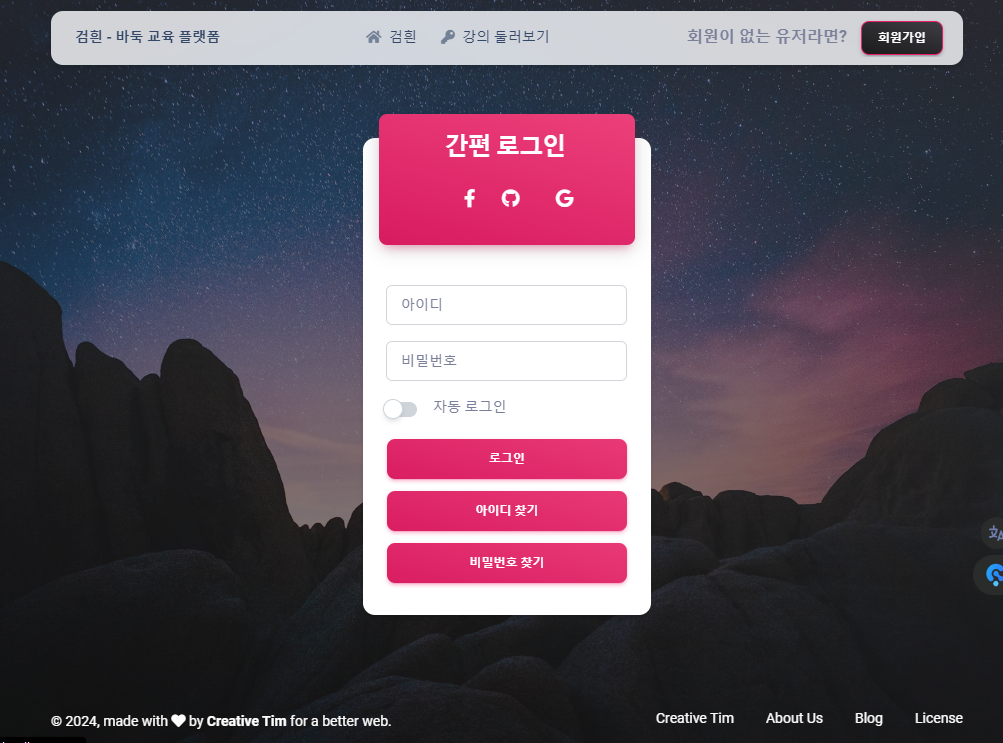 검흰 - 바둑 교육 플랫폼
검흰
강의 둘러보기
회원이 없는 유저라면?
회원가입
간편 로그인
아이디
비밀번호
자동 로그인
로그인
아이디 찾기
비밀번호 찾기
© 2024, made with by Creative Tim for a better web.
Creative Tim
About Us
Blog
License